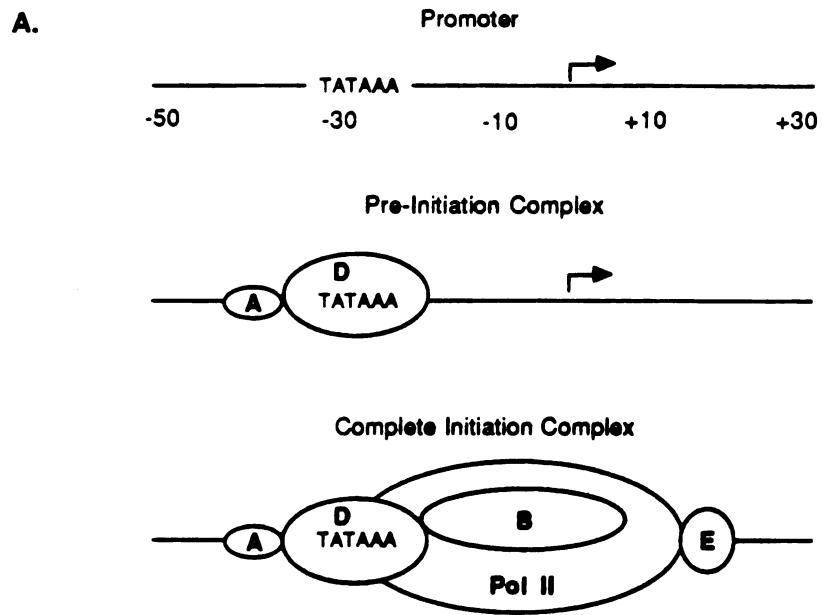 A.
Promoter
TATAAA
-50 -30 -10 +10 +30
Pre-Initiation Complex
D
A TATAAA
Complete Initiation Complex
D B
A TATAAA E
Pol II